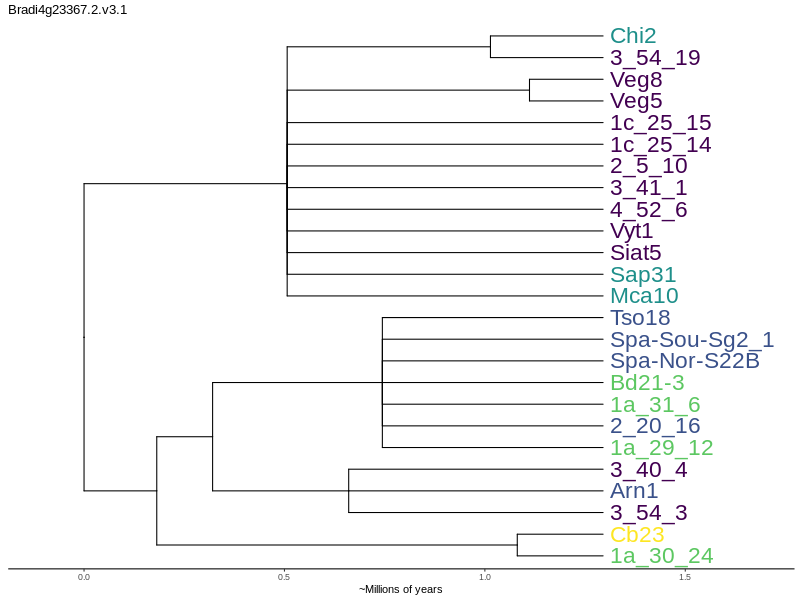 Bradi4g23367.2.v3.1
Chi2
3_54_19
Veg8
Veg5
1c_25_15
1c_25_14
2_5_10
3_41_1
4_52_6
Vyt1
Siat5
Sap31
Mca10
Tso18
Spa-Sou-Sg2_1
Spa-Nor-S22B
Bd21-3
1a_31_6
2_20_16
1a_29_12
3_40_4
Arn1
3_54_3
Cb23
1a_30_24
0.0 0.5 1.0 1.5
~Millions of years